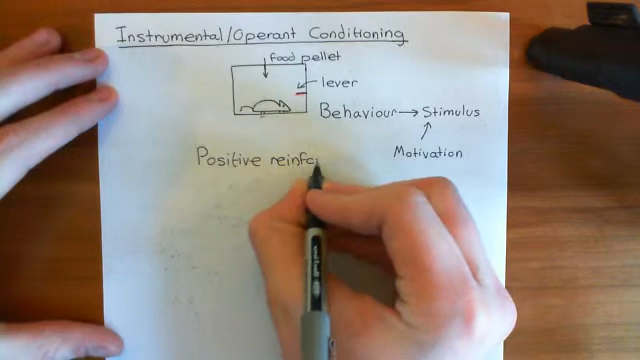 Instrumental/Operant Conditioning
food pellet
lever
Behaviour → Stimulus
Motivation
Positive reinfo